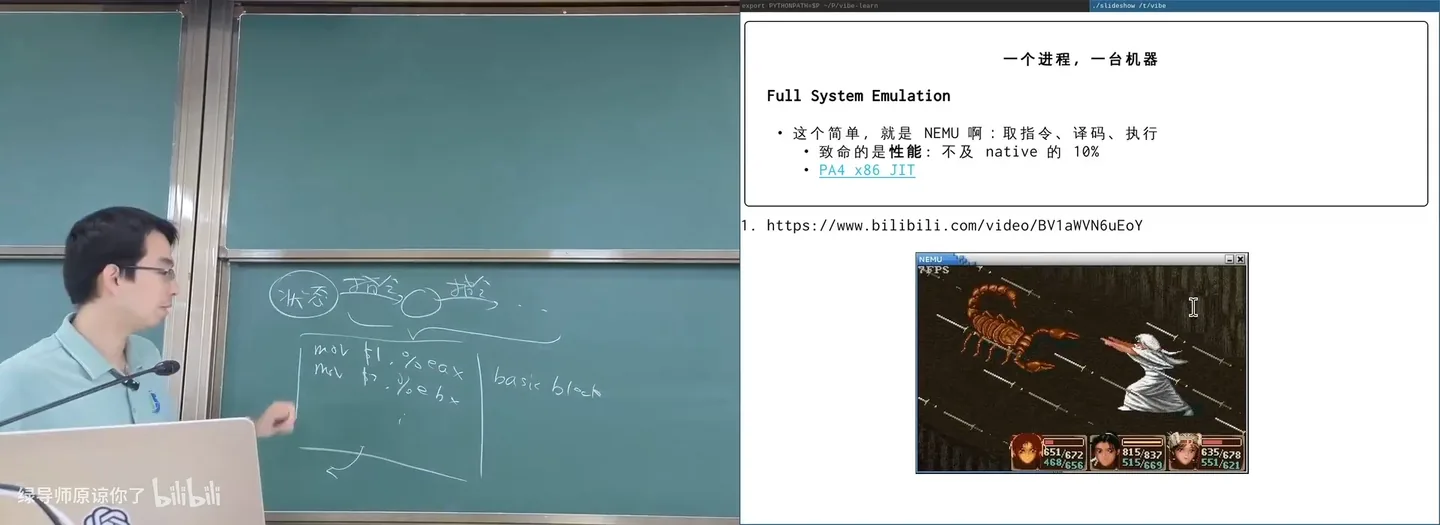 export PYTHONPATH=$P ~/P/vibe-learn
./slideshow /t/vibe
一个进程，一台机器
Full System Emulation
• 这个简单，就是 NEMU 啊：取指令、译码、执行
• 致命的是性能：不及 native 的 10%
• PA4 x86 JIT
1. https://www.bilibili.com/video/BV1aWVN6uEoY
NEMU
7FPS
651/672
468/656
815/837
515/669
635/678
551/621
状态 指令 指令 . . .
mov $1, %eax
mov $2, %ebx
basic block
绿导师原谅你了 bilibili